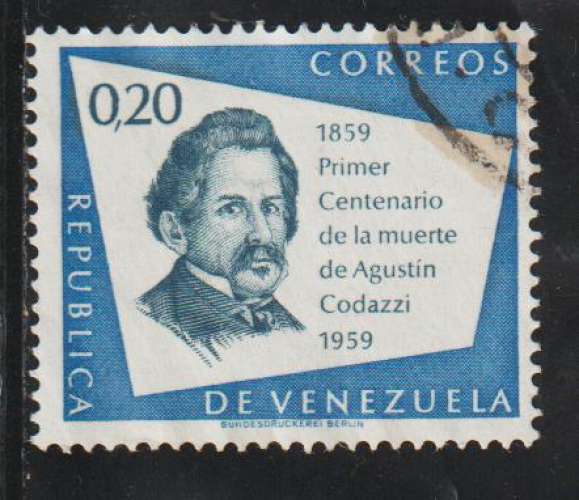 CORREOS
0,20
1859
Primer
Centenario
de la muerte
de Agustín
Codazzi
1959
REPUBLICA
DE VENEZUELA
BUNDESDRUCKEREI BERLIN